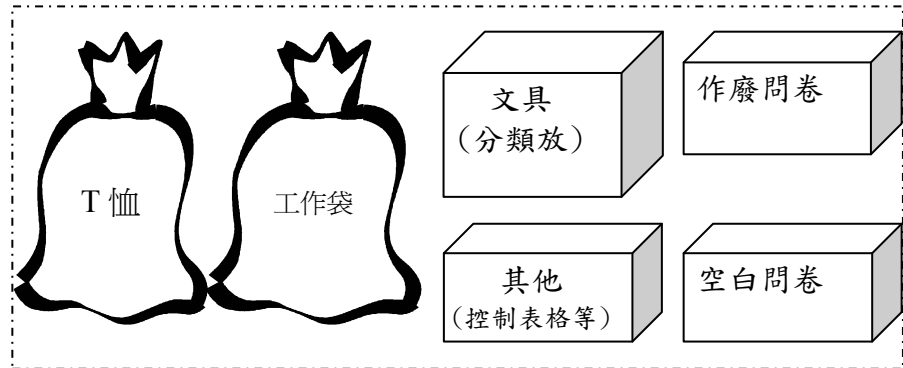 T 恤
工作袋
文具
（分類放）
作廢問卷
其他
（控制表格等）
空白問卷